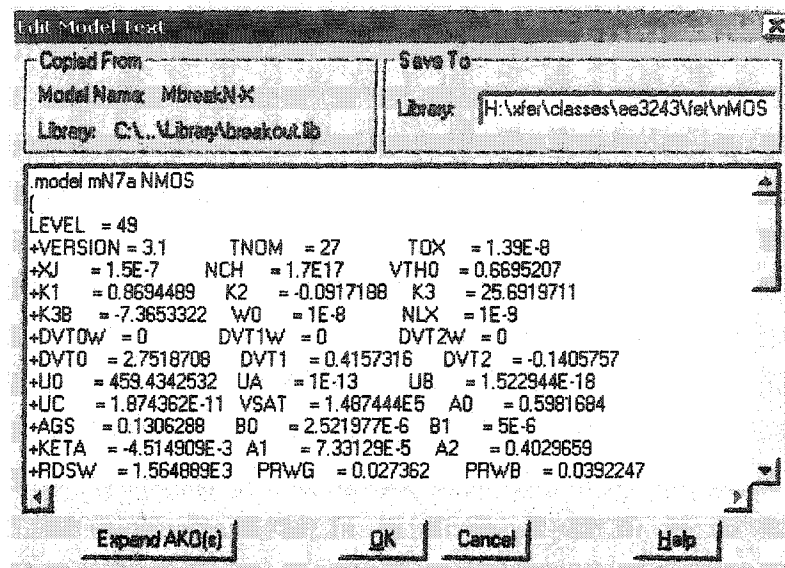 Edit Model Text
Copied From
Model Name: MbreakN-X
Library: C:\..\Library\breakout.lib
Save To
Library: H:\xfer\classes\ee3243\fet\nMOS
.model mN7a NMOS
(
LEVEL = 49
+VERSION = 3.1 TNOM = 27 TOX = 1.39E-8
+XJ = 1.5E-7 NCH = 1.7E17 VTH0 = 0.6695207
+K1 = 0.8694489 K2 = -0.0917188 K3 = 25.6919711
+K3B = -7.3653322 W0 = 1E-8 NLX = 1E-9
+DVT0W = 0 DVT1W = 0 DVT2W = 0
+DVT0 = 2.7518708 DVT1 = 0.4157316 DVT2 = -0.1405757
+U0 = 459.4342532 UA = 1E-13 UB = 1.522944E-18
+UC = 1.874362E-11 VSAT = 1.487444E5 A0 = 0.5981684
+AGS = 0.1306288 B0 = 2.521977E-6 B1 = 5E-6
+KETA = -4.514909E-3 A1 = 7.33129E-5 A2 = 0.4029659
+RDSW = 1.564889E3 PRWG = 0.027362 PRWB = 0.0392247
Expand AKO(s) OK Cancel Help